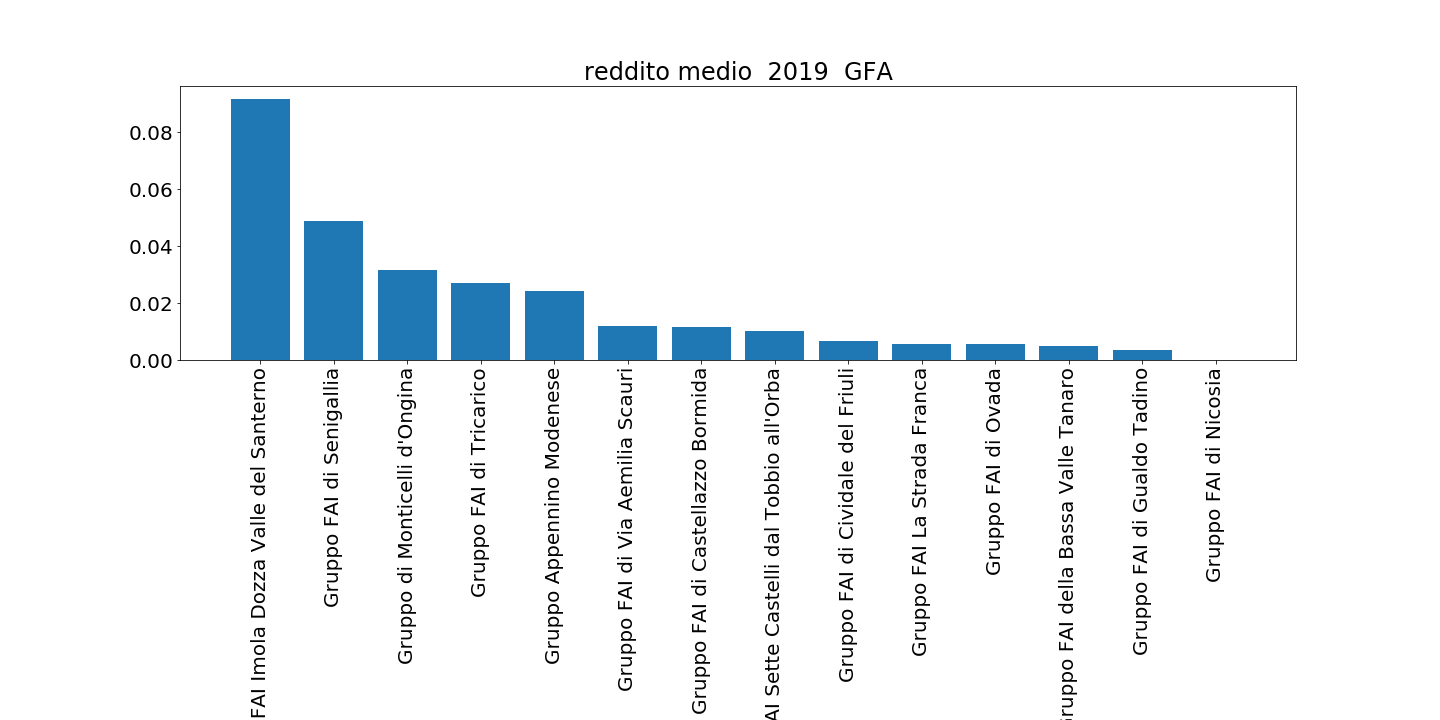 reddito medio  2019  GFA
0.08
0.06
0.04
0.02
0.00
FAI Imola Dozza Valle del Santerno
Gruppo FAI di Senigallia
Gruppo di Monticelli d'Ongina
Gruppo FAI di Tricarico
Gruppo Appennino Modenese
Gruppo FAI di Via Aemilia Scauri
Gruppo FAI di Castellazzo Bormida
AI Sette Castelli dal Tobbio all'Orba
Gruppo FAI di Cividale del Friuli
Gruppo FAI La Strada Franca
Gruppo FAI di Ovada
ruppo FAI della Bassa Valle Tanaro
Gruppo FAI di Gualdo Tadino
Gruppo FAI di Nicosia